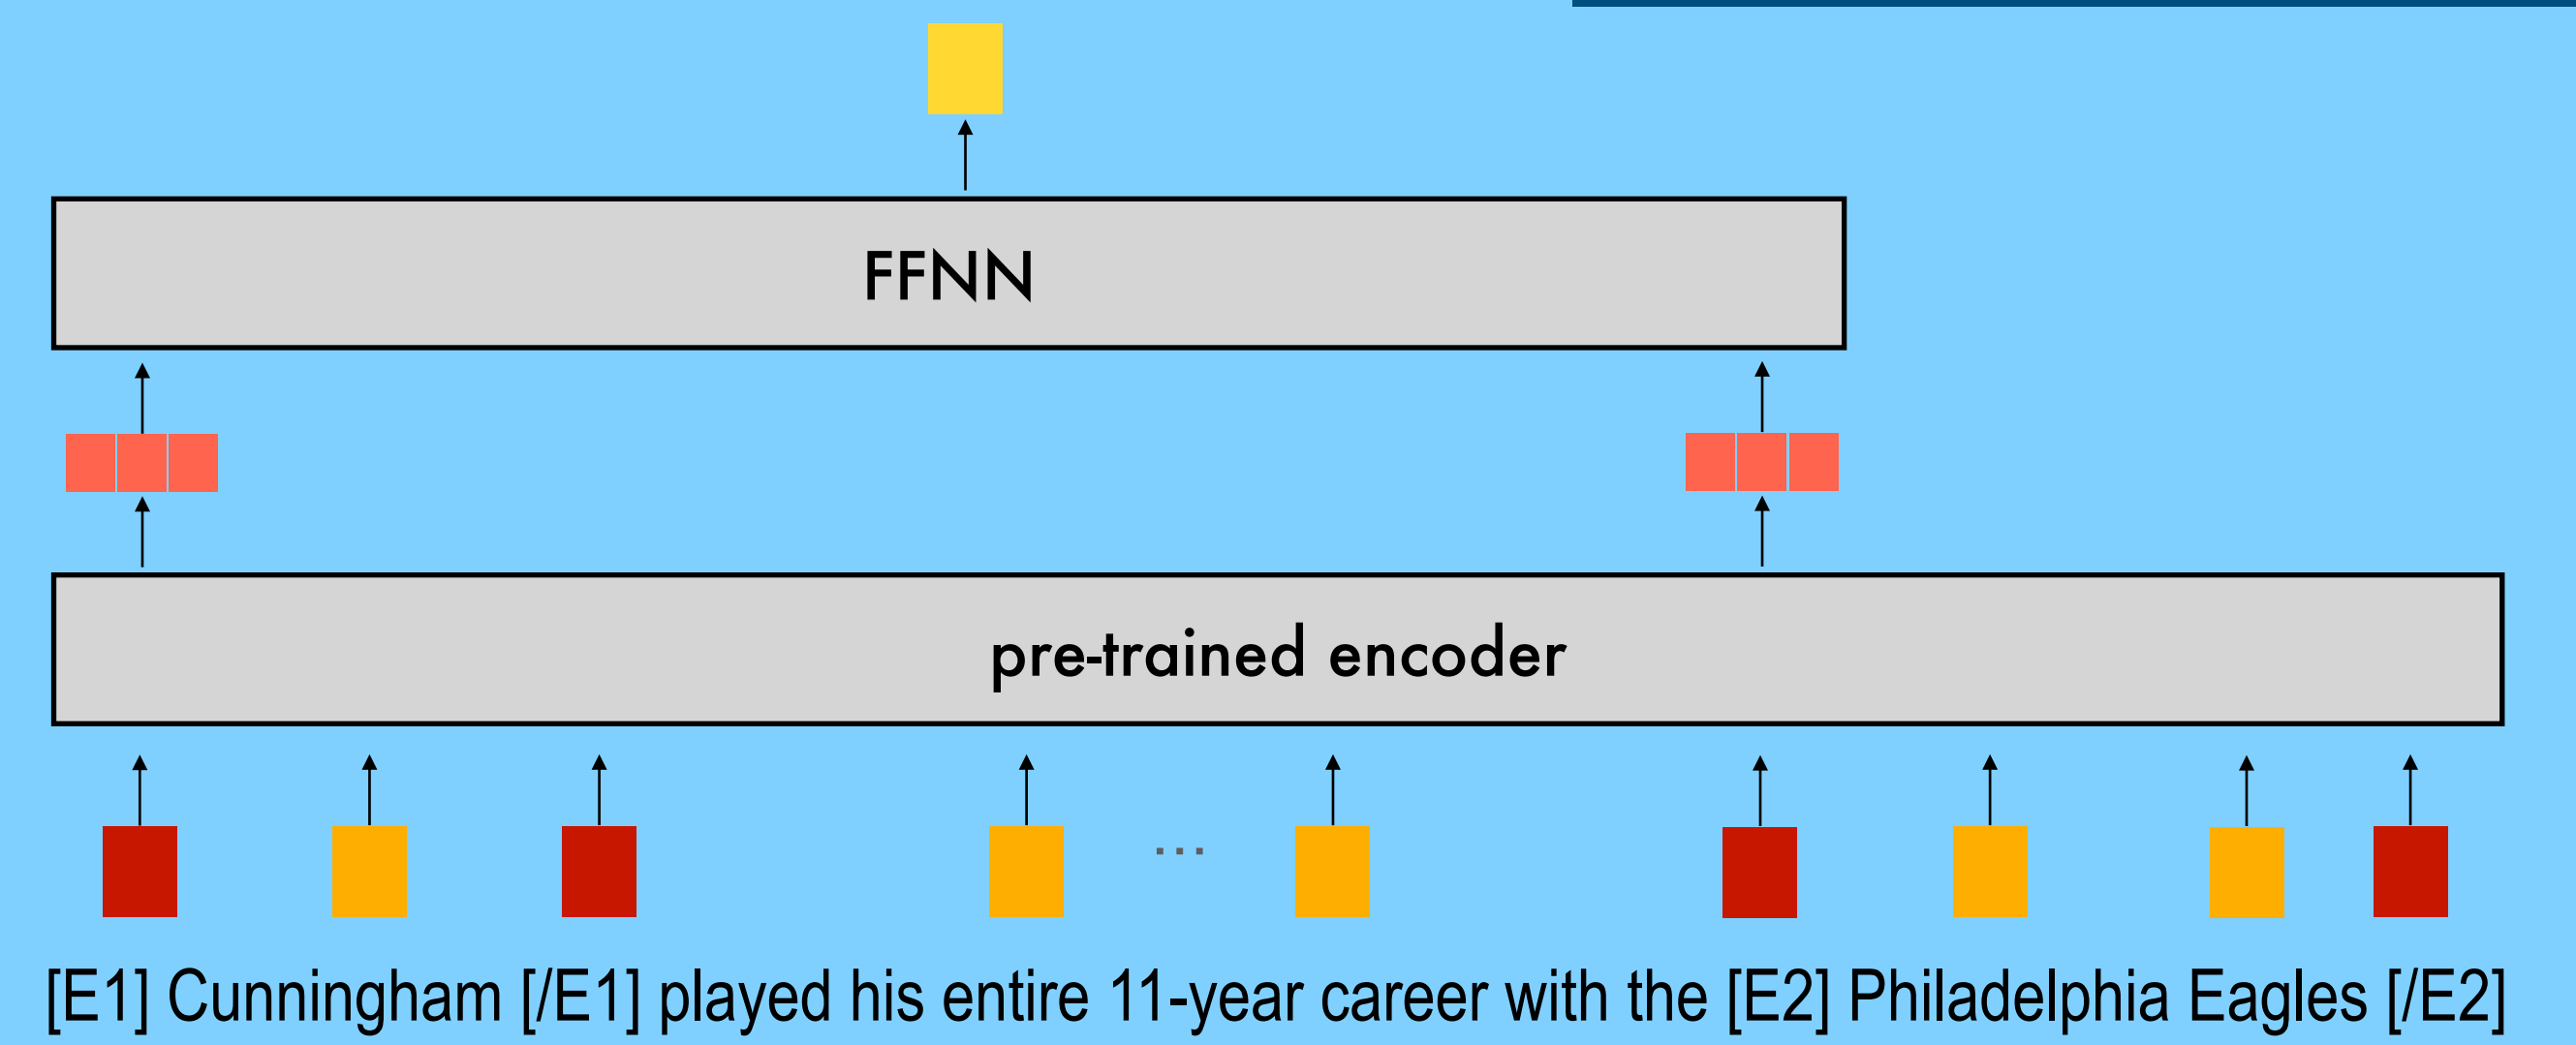 FFNN
pre-trained encoder
...
[E1] Cunningham [/E1] played his entire 11-year career with the [E2] Philadelphia Eagles [/E2]